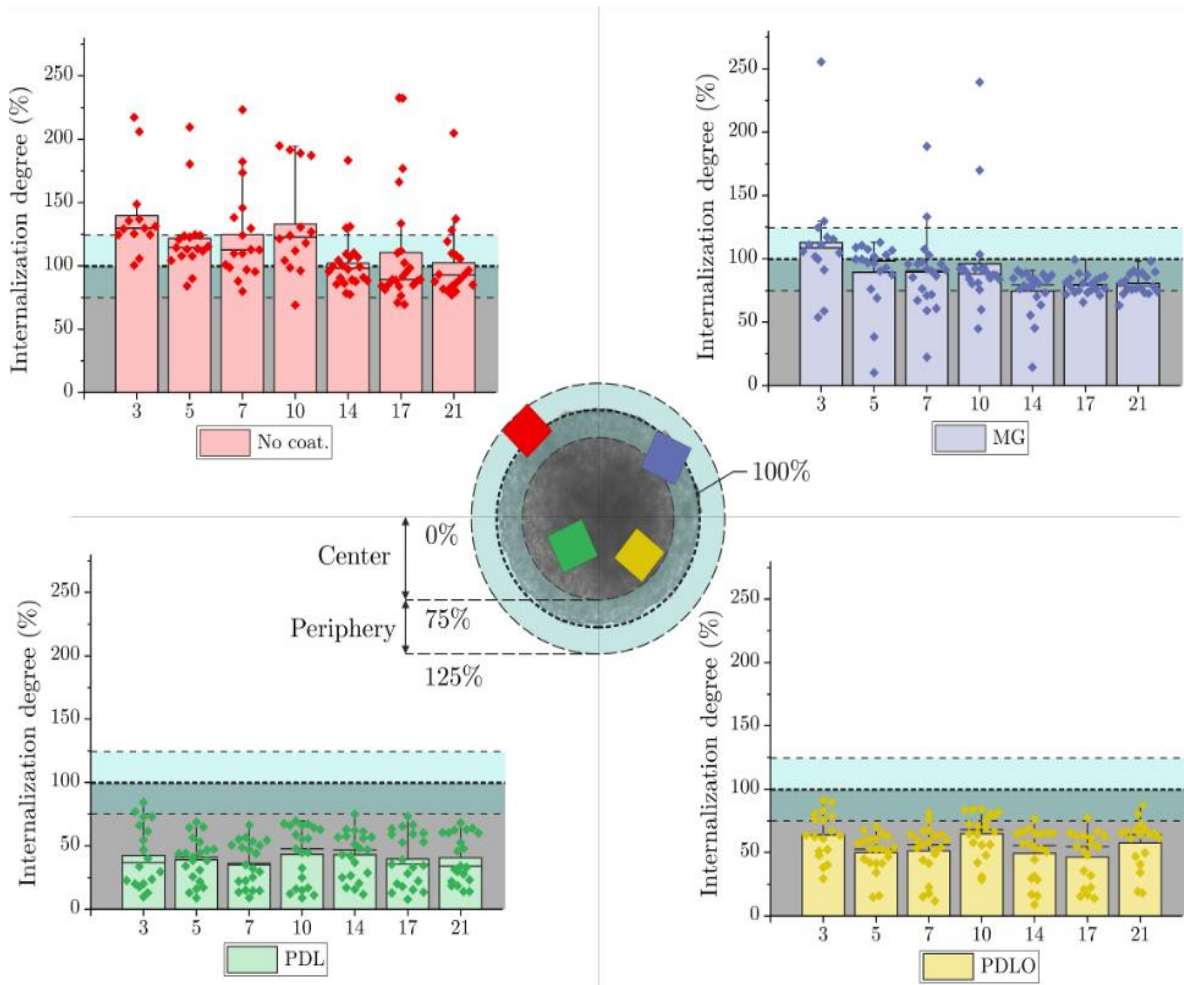 Internalization degree (%)
250
200
150
100
50
0
3 5 7 10 14 17 21
No coat.
Internalization degree (%)
250
200
150
100
50
0
3 5 7 10 14 17 21
MG
100%
Center
0%
Periphery
75%
125%
Internalization degree (%)
250
200
150
100
50
0
3 5 7 10 14 17 21
PDL
Internalization degree (%)
250
200
150
100
50
0
3 5 7 10 14 17 21
PDLO